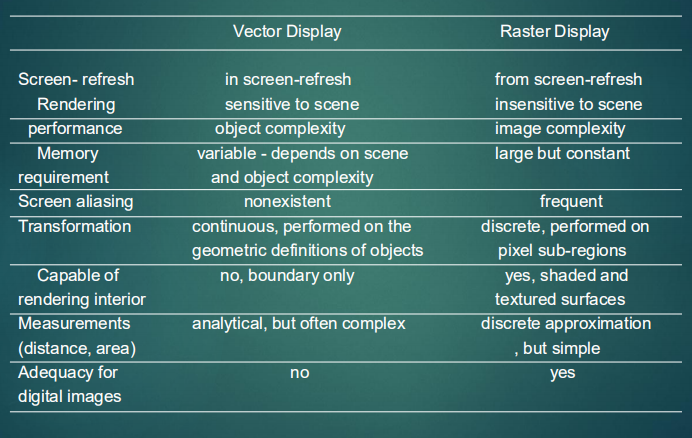 Vector Display Raster Display
Screen- refresh in screen-refresh from screen-refresh
Rendering sensitive to scene insensitive to scene
performance object complexity image complexity
Memory variable - depends on scene large but constant
requirement and object complexity
Screen aliasing nonexistent frequent
Transformation continuous, performed on the discrete, performed on
geometric definitions of objects pixel sub-regions
Capable of no, boundary only yes, shaded and
rendering interior textured surfaces
Measurements analytical, but often complex discrete approximation
(distance, area) , but simple
Adequacy for no yes
digital images